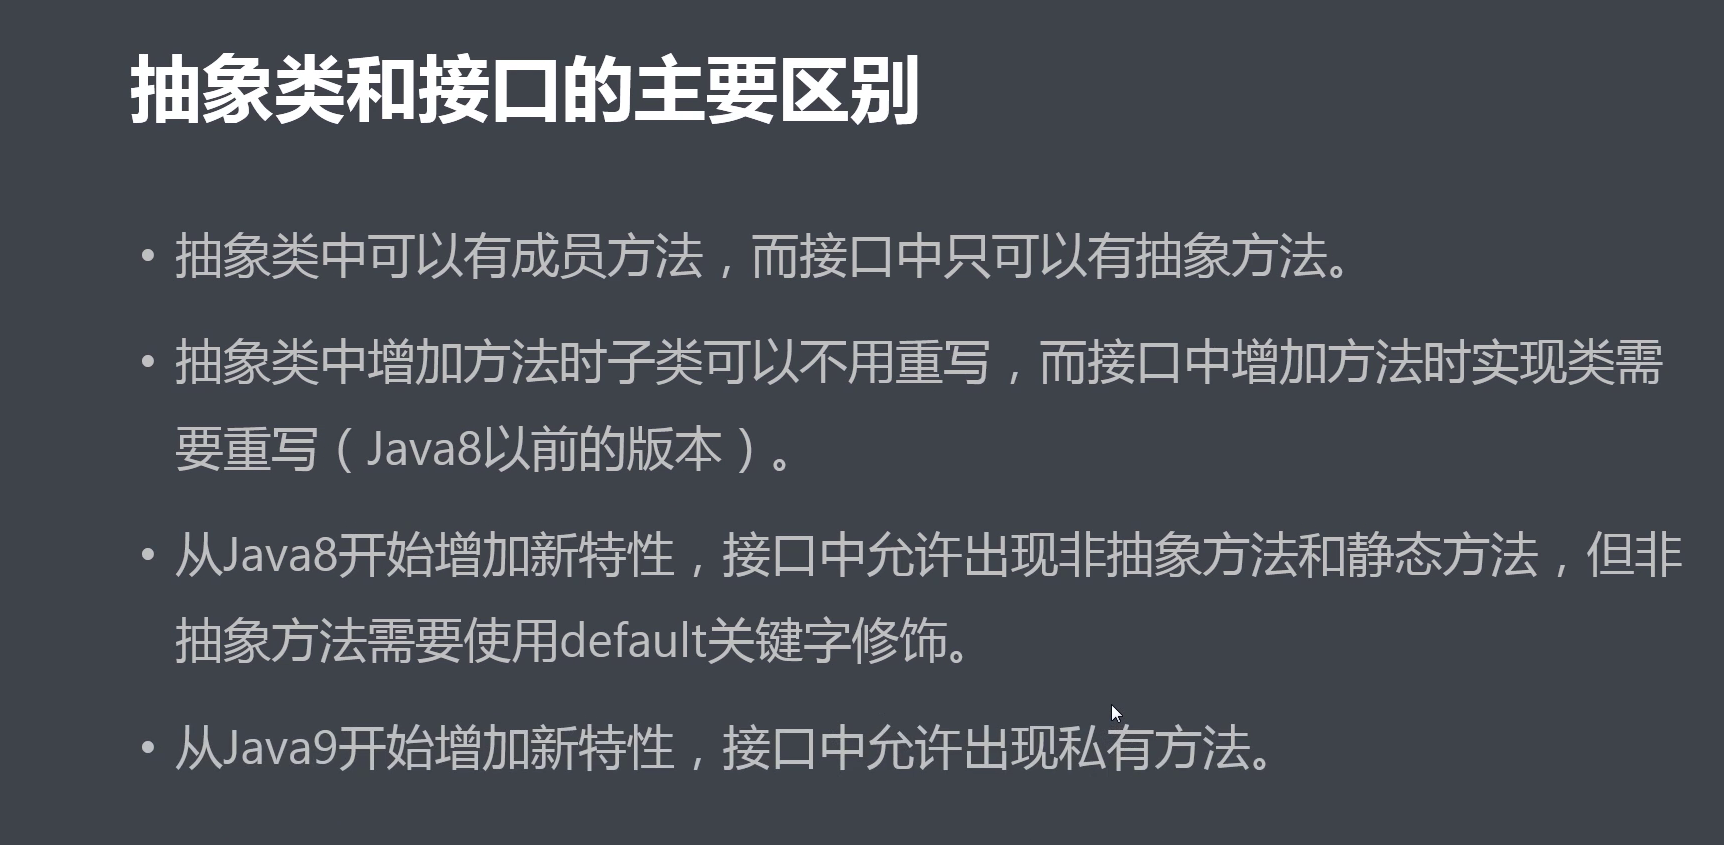 抽象类和接口的主要区别
• 抽象类中可以有成员方法，而接口中只可以有抽象方法。
• 抽象类中增加方法时子类可以不用重写，而接口中增加方法时实现类需
要重写（Java8以前的版本）。
• 从Java8开始增加新特性，接口中允许出现非抽象方法和静态方法，但非
抽象方法需要使用default关键字修饰。
• 从Java9开始增加新特性，接口中允许出现私有方法。